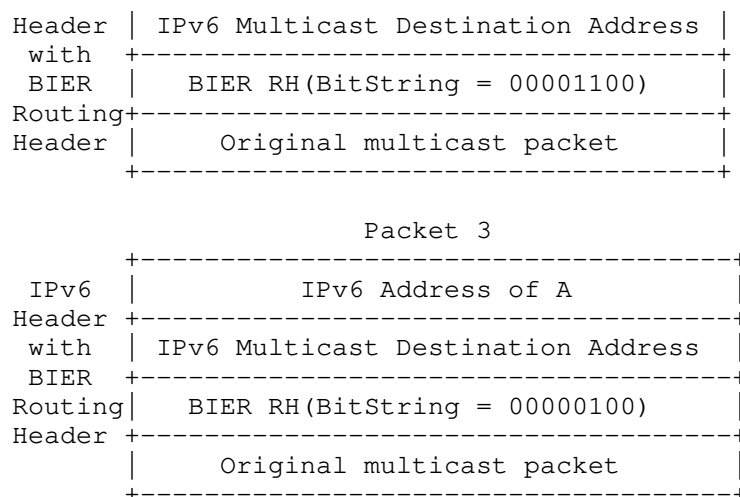 Header | IPv6 Multicast Destination Address |
 with  +------------------------------------+
 BIER  |   BIER RH(BitString = 00001100)    |
Routing+------------------------------------+
Header |     Original multicast packet      |
       +------------------------------------+
                      Packet 3
       +-------------------------------------+
 IPv6  |          IPv6 Address of A          |
Header +-------------------------------------+
 with  | IPv6 Multicast Destination Address  |
 BIER  +-------------------------------------+
Routing|   BIER RH(BitString = 00000100)     |
Header +-------------------------------------+
       |     Original multicast packet       |
       +-------------------------------------+